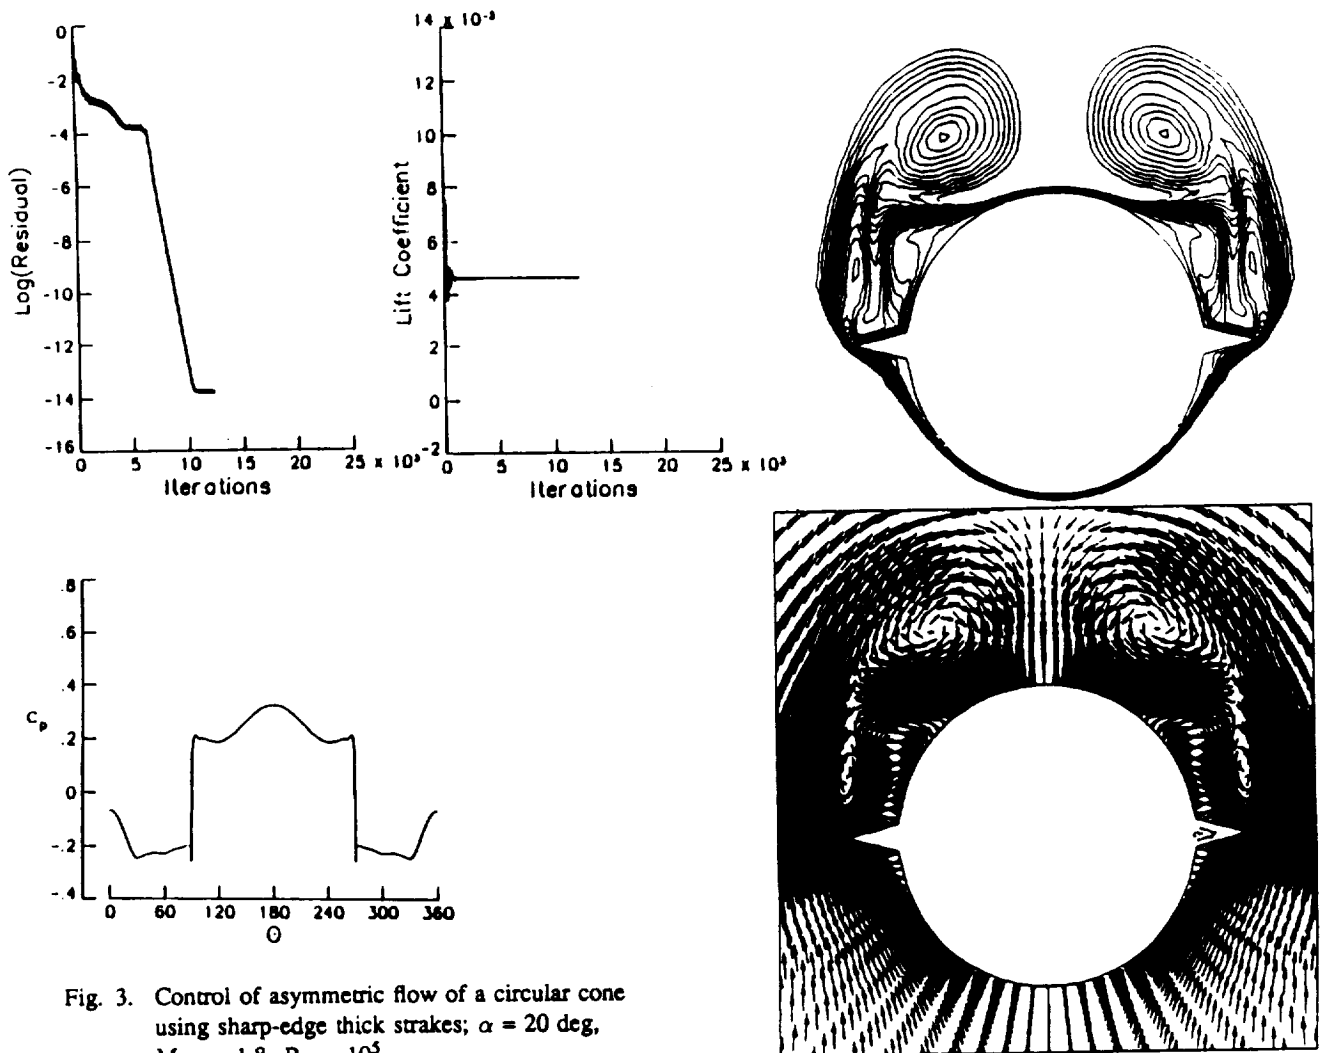 0
-2
-4
-6
-8
-10
-12
-14
-16
Log(Residual)
0 5 10 15 20 25 x 10³
Iterations
14 x 10⁻³
12
10
8
6
4
2
0
-2
Lift Coefficient
0 5 10 15 20 25 x 10³
Iterations
.8
.6
.4
.2
0
-.2
-.4
Cp
0 60 120 180 240 300 360
Θ
Fig. 3. Control of asymmetric flow of a circular cone
using sharp-edge thick strakes; α = 20 deg,